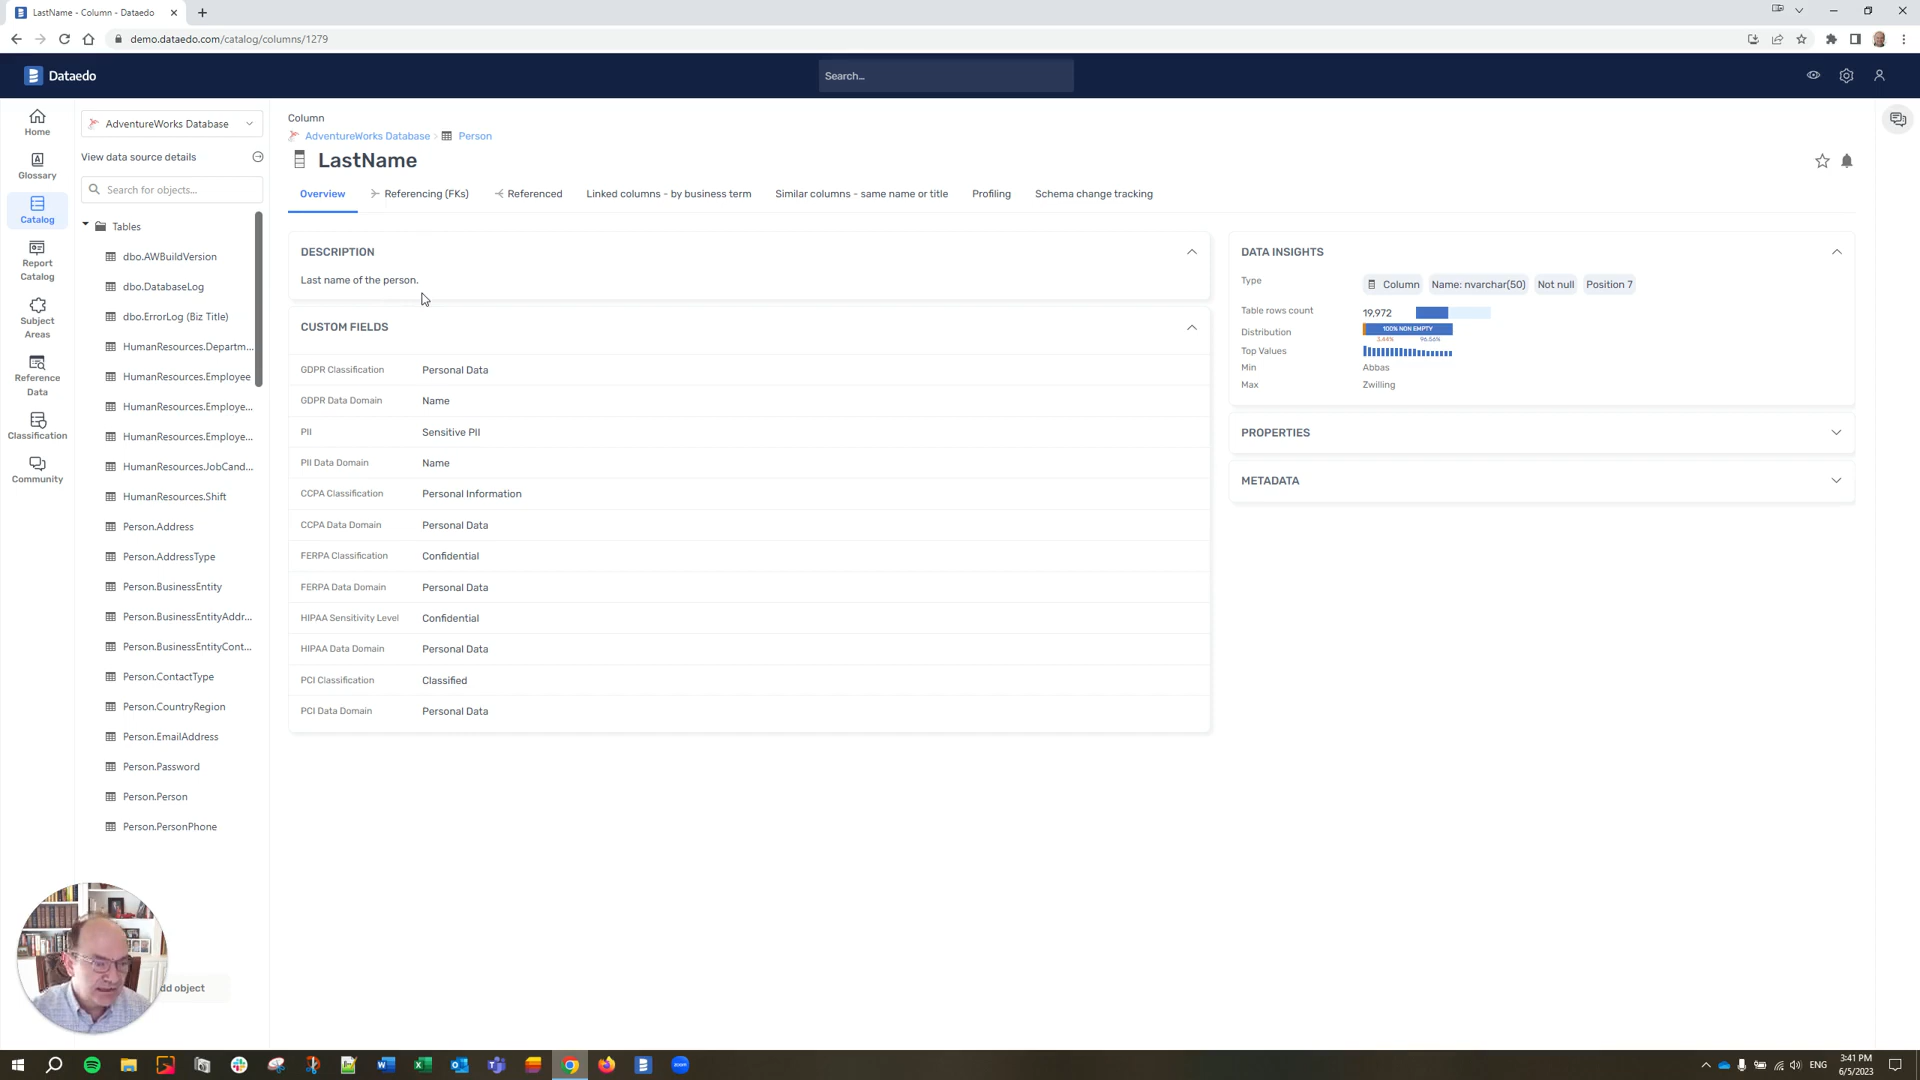 LastName - Column - Dataedo
demo.dataedo.com/catalog/columns/1279
Dataedo
Search...
Home
Glossary
Catalog
Report
Catalog
Subject
Areas
Reference
Data
Classification
Community
AdventureWorks Database
View data source details
Search for objects...
Tables
dbo.AWBuildVersion
dbo.DatabaseLog
dbo.ErrorLog (Biz Title)
HumanResources.Departm...
HumanResources.Employee
HumanResources.Employe...
HumanResources.Employe...
HumanResources.JobCand...
HumanResources.Shift
Person.Address
Person.AddressType
Person.BusinessEntity
Person.BusinessEntityAddr...
Person.BusinessEntityCont...
Person.ContactType
Person.CountryRegion
Person.EmailAddress
Person.Password
Person.Person
Person.PersonPhone
dd object
Column
AdventureWorks Database › Person
LastName
Overview
Referencing (FKs)
Referenced
Linked columns - by business term
Similar columns - same name or title
Profiling
Schema change tracking
DESCRIPTION
Last name of the person.
CUSTOM FIELDS
GDPR Classification Personal Data
GDPR Data Domain Name
PII Sensitive PII
PII Data Domain Name
CCPA Classification Personal Information
CCPA Data Domain Personal Data
FERPA Classification Confidential
FERPA Data Domain Personal Data
HIPAA Sensitivity Level Confidential
HIPAA Data Domain Personal Data
PCI Classification Classified
PCI Data Domain Personal Data
DATA INSIGHTS
Type Column Name: nvarchar(50) Not null Position 7
Table rows count 19,972
Distribution 100% NON EMPTY
3.44% 96.56%
Top Values
Min Abbas
Max Zwilling
PROPERTIES
METADATA
zoom
ENG
3:41 PM
6/5/2023